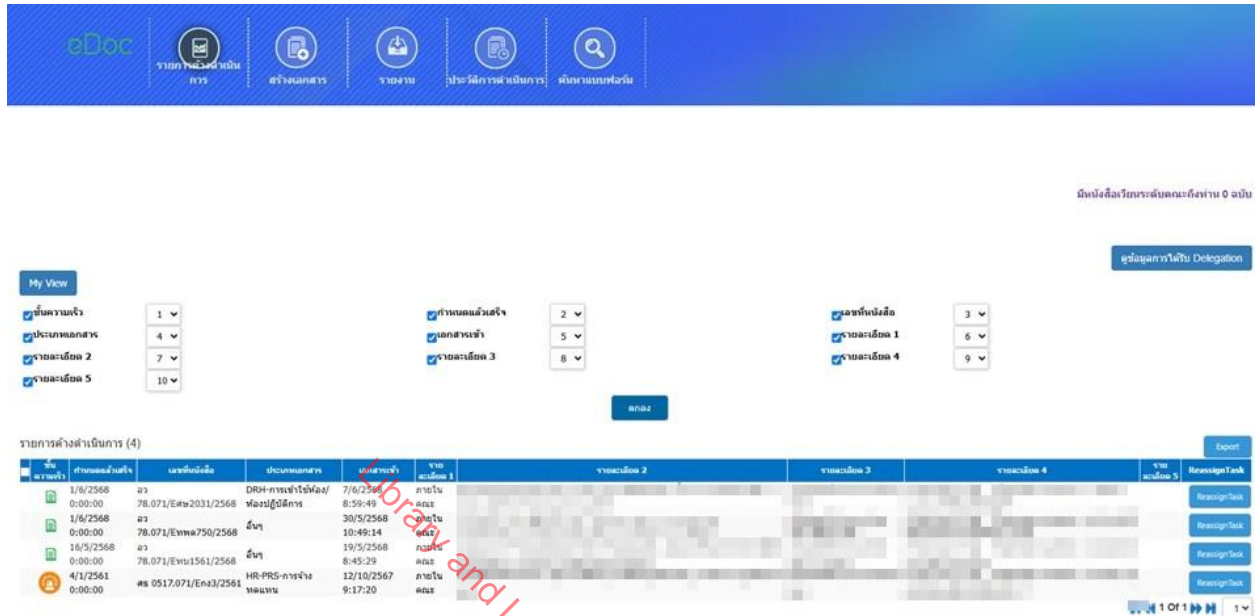 eDoc
รายการค้างดำเนินการ
สร้างเอกสาร
รายงาน
ประวัติการดำเนินการ
ค้นหาแบบฟอร์ม
มีหนังสือเวียนระดับคณะถึงท่าน 0 ฉบับ
ดูข้อมูลการได้รับ Delegation
My View
ชั้นความเร็ว 1 กำหนดแล้วเสร็จ 2 เลขที่หนังสือ 3
ประเภทเอกสาร 4 เอกสารเข้า 5 รายละเอียด 1 6
รายละเอียด 2 7 รายละเอียด 3 8 รายละเอียด 4 9
รายละเอียด 5 10
ตกลง
รายการค้างดำเนินการ (4)
Export
ชั้นความเร็ว กำหนดแล้วเสร็จ เลขที่หนังสือ ประเภทเอกสาร เอกสารเข้า รายละเอียด 1 รายละเอียด 2 รายละเอียด 3 รายละเอียด 4 รายละเอียด 5 ReassignTask
1/6/2568 อว DRH-การเข้าใช้ห้อง/ 7/6/2568 ภายใน
0:00:00 78.071/Eศษ2031/2568 ห้องปฏิบัติการ 8:59:49 คณะ ReassignTask
1/6/2568 อว อื่นๆ 30/5/2568 ภายใน
0:00:00 78.071/Eททค750/2568 10:49:14 คณะ ReassignTask
16/5/2568 อว อื่นๆ 19/5/2568 ภายใน
0:00:00 78.071/Eทน1561/2568 8:45:29 คณะ ReassignTask
4/1/2561 ศธ 0517.071/Eกง3/2561 HR-PRS-การจ้าง 12/10/2567 ภายใน
0:00:00 ทดแทน 9:17:20 คณะ ReassignTask
1 Of 1 1
Library and